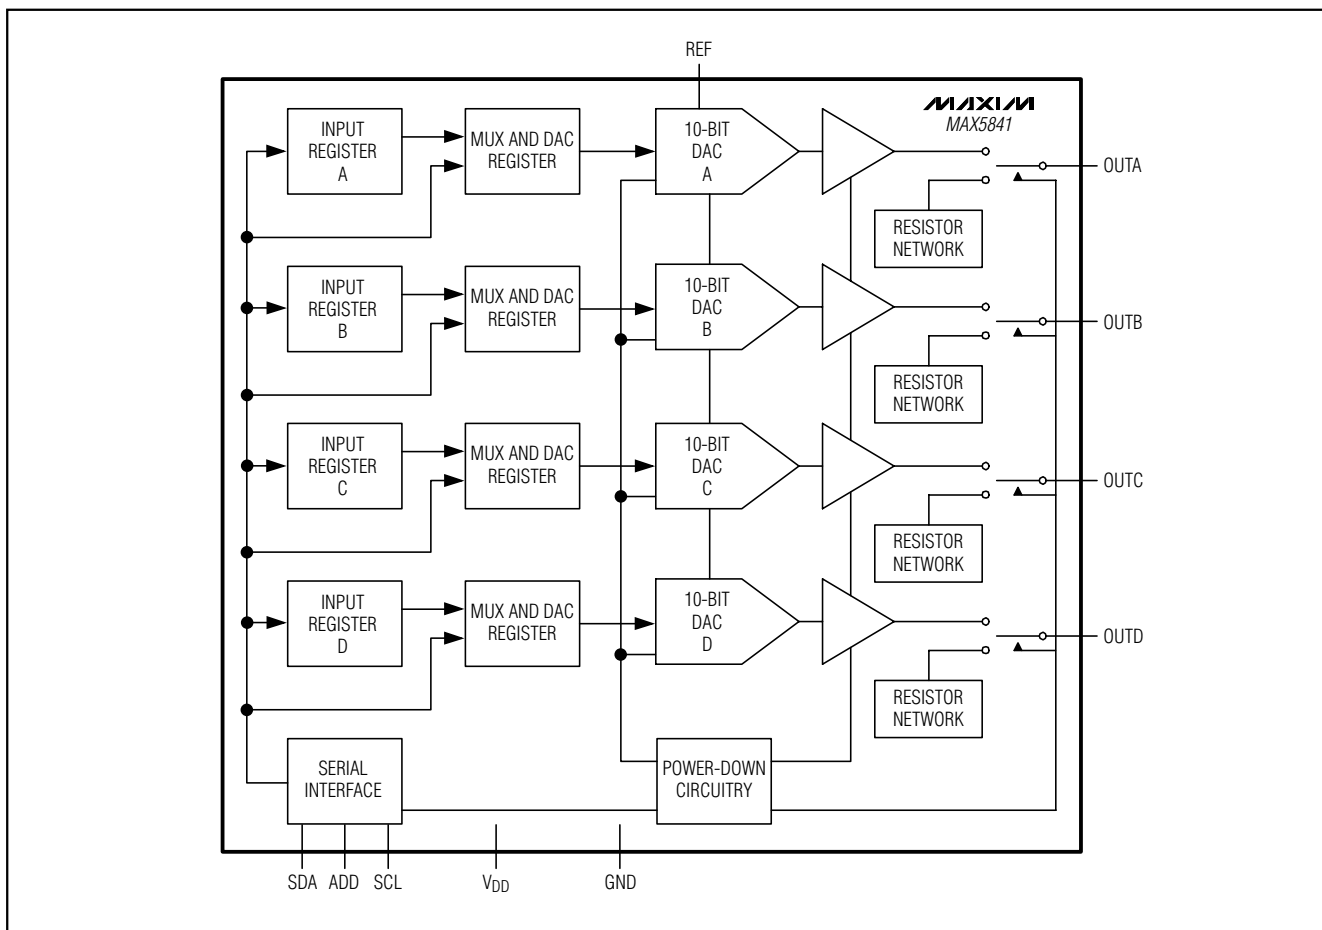 REF
MAXIM
MAX5841
INPUT
REGISTER
A
MUX AND DAC
REGISTER
10-BIT
DAC
A
OUTA
RESISTOR
NETWORK
INPUT
REGISTER
B
MUX AND DAC
REGISTER
10-BIT
DAC
B
OUTB
RESISTOR
NETWORK
INPUT
REGISTER
C
MUX AND DAC
REGISTER
10-BIT
DAC
C
OUTC
RESISTOR
NETWORK
INPUT
REGISTER
D
MUX AND DAC
REGISTER
10-BIT
DAC
D
OUTD
RESISTOR
NETWORK
SERIAL
INTERFACE
POWER-DOWN
CIRCUITRY
SDA ADD SCL VDD GND